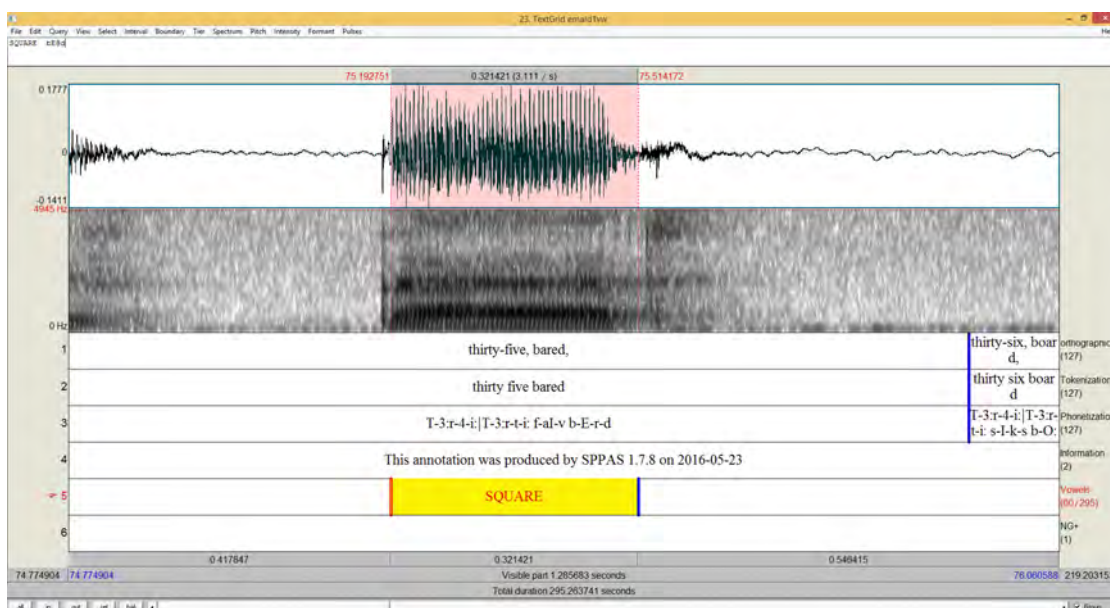 23. TextGrid emaid1vw
File Edit Query View Select Interval Boundary Tier Spectrum Pitch Intensity Formant Pulses He
SQUARE
75.192751 0.321421 (3.111 / s) 75.514172
0.1777
0
-0.1411
4945 Hz
0 Hz
1 thirty-five, bared, thirty-six, boar d, orthographic (127)
2 thirty five bared thirty six boar d Tokenization (127)
3 T-3:r-4-i:|T-3:r-t-i: f-aI-v b-E-r-d T-3:r-4-i:|T-3:r- t-i: s-I-k-s b-O: Phonetizatio (127)
4 This annotation was produced by SPPAS 1.7.8 on 2016-05-23 Information (2)
5 SQUARE Vowels (60/295)
6 NG+ (1)
0.417847 0.321421 0.546415
74.774904 74.774904 Visible part 1.285683 seconds 76.060588 219.20315
Total duration 295.263741 seconds